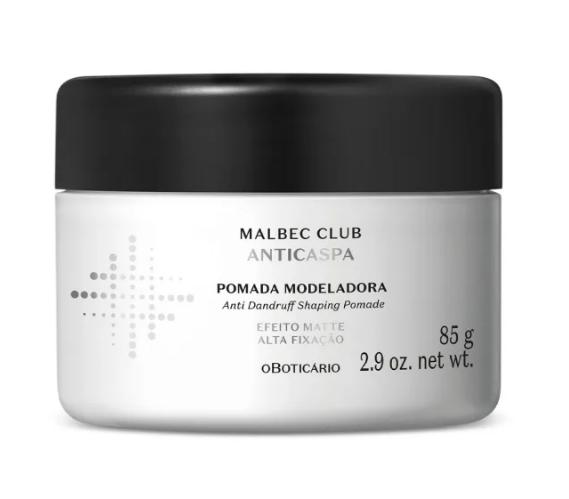 MALBEC CLUB
ANTICASPA
POMADA MODELADORA
Anti Dandruff Shaping Pomade
EFEITO MATTE
ALTA FIXAÇÃO
85 g
oBOTICÁRIO 2.9 oz. net wt.